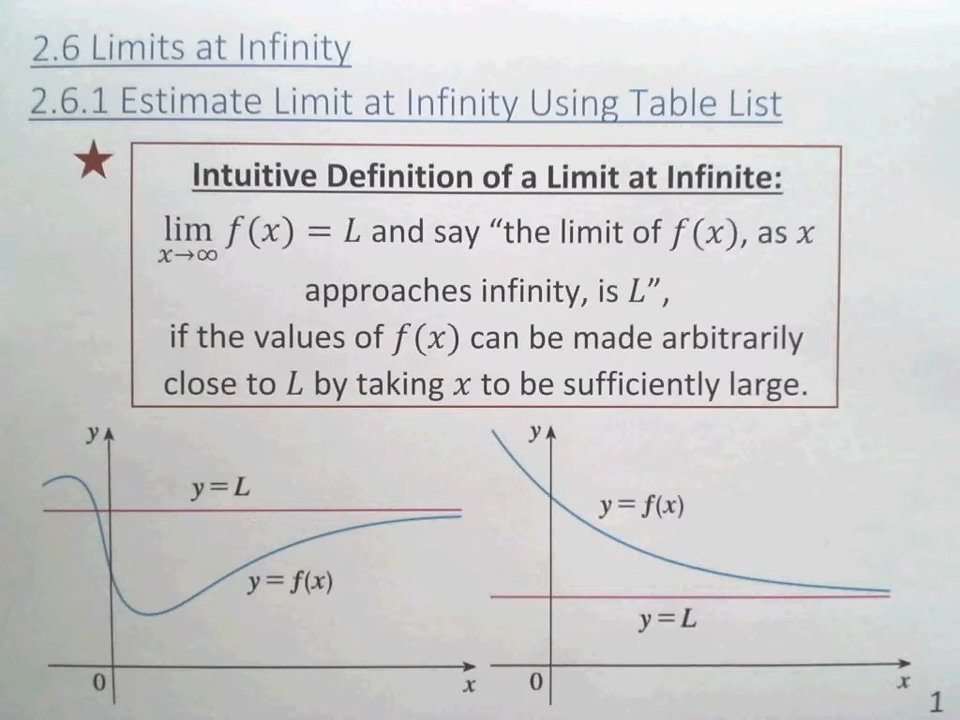 2.6 Limits at Infinity
2.6.1 Estimate Limit at Infinity Using Table List
Intuitive Definition of a Limit at Infinite:
lim f(x) = L and say “the limit of f(x), as x
x→∞
approaches infinity, is L”,
if the values of f(x) can be made arbitrarily
close to L by taking x to be sufficiently large.
y
y=L
y=f(x)
0
x
y
y=f(x)
y=L
0
x
1